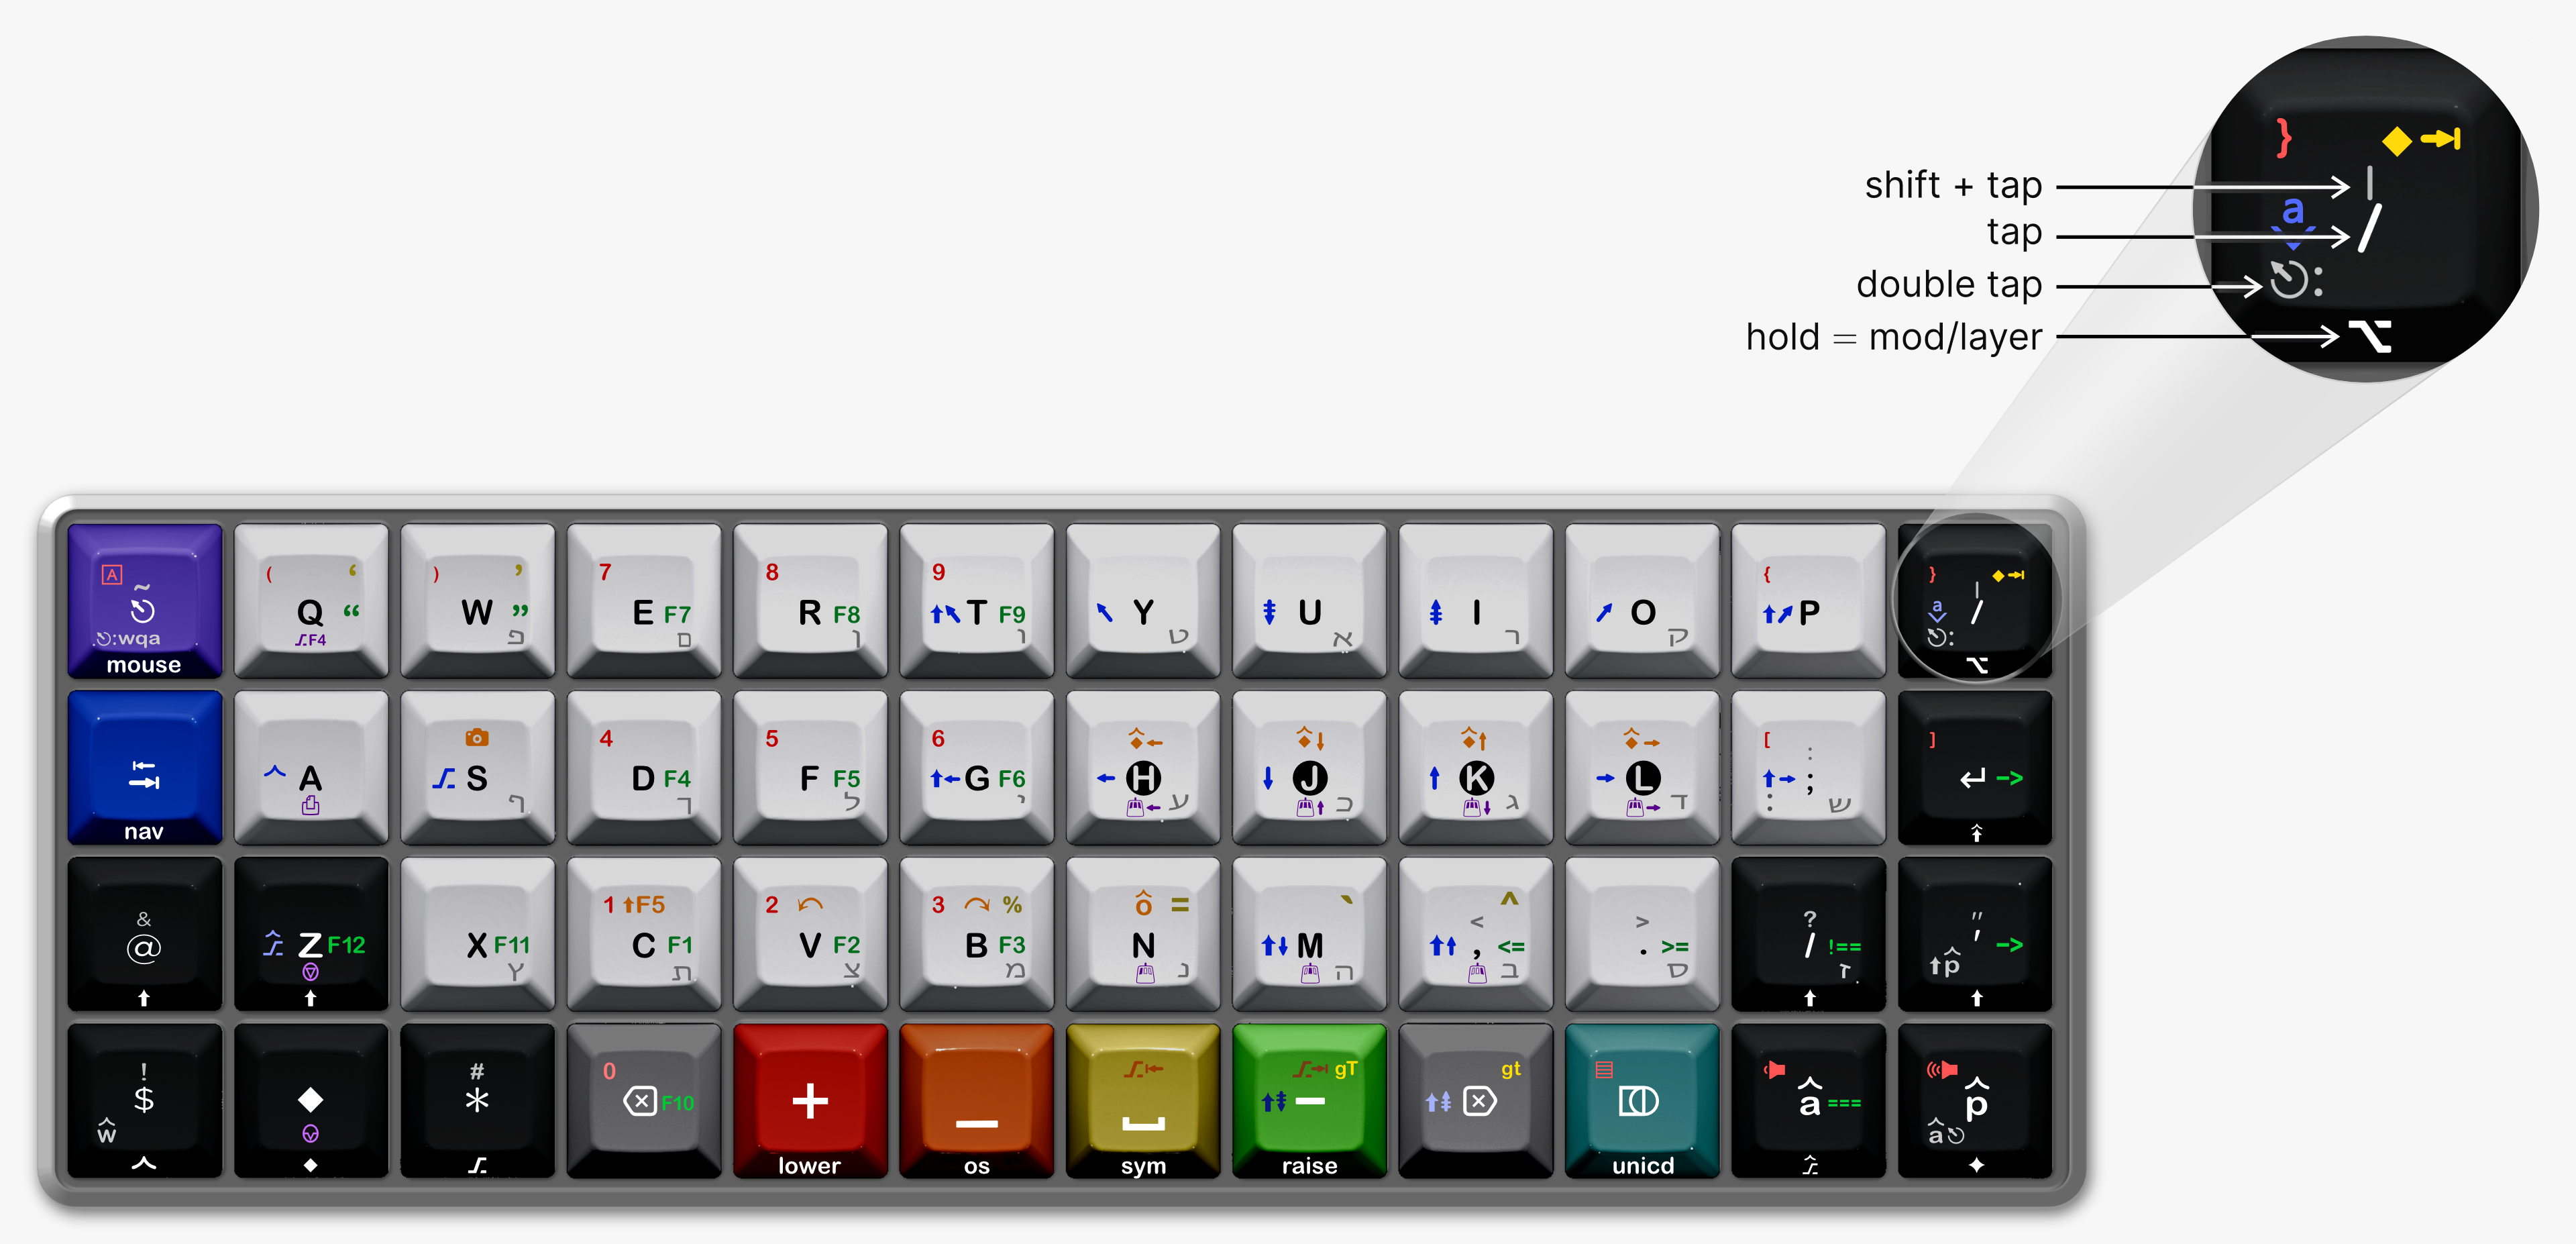 }
shift + tap |
a
tap /
double tap :
hold = mod/layer ⌥
A ~ :wqa mouse
( ‘ Q “ F4
) ’ W ” פ
7 E F7 ם
8 R F8 ן
9 T F9 ו
Y ט
U א
I ר
O ק
{ P
} | a / : ⌥
nav
A
S ף
4 D F4 ך
5 F F5 ל
6 G F6 י
H ע
J כ
K ג
L ד
[ : ; : ש
] ->
& @
Z F12
X F11 ץ
1 F5 C F1 ת
2 V F2 צ
3 % B F3 מ
ô = N נ
` M ה
^ < , <= ב
> . >= ס
? / !== ז
" ' -> p̂
! $ ŵ
# *
0 F10
+ lower
_ os
sym
gT − raise
gt
unicd
â ===
p̂ â